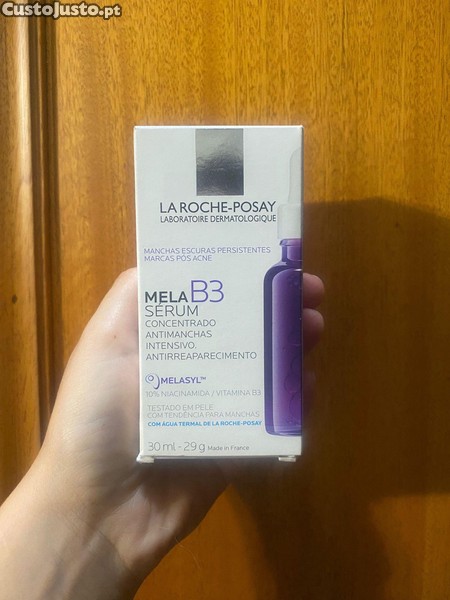 CustoJusto.pt
LA ROCHE-POSAY
LABORATOIRE DERMATOLOGIQUE
MANCHAS ESCURAS PERSISTENTES
MARCAS PÓS ACNE
MELA B3
SÉRUM
CONCENTRADO
ANTIMANCHAS
INTENSIVO.
ANTIRREAPARECIMENTO
MELASYL™
10% NIACINAMIDA / VITAMINA B3
TESTADO EM PELE
COM TENDÊNCIA PARA MANCHAS
COM ÁGUA TERMAL DE LA ROCHE-POSAY
30 ml - 29 g Made in France